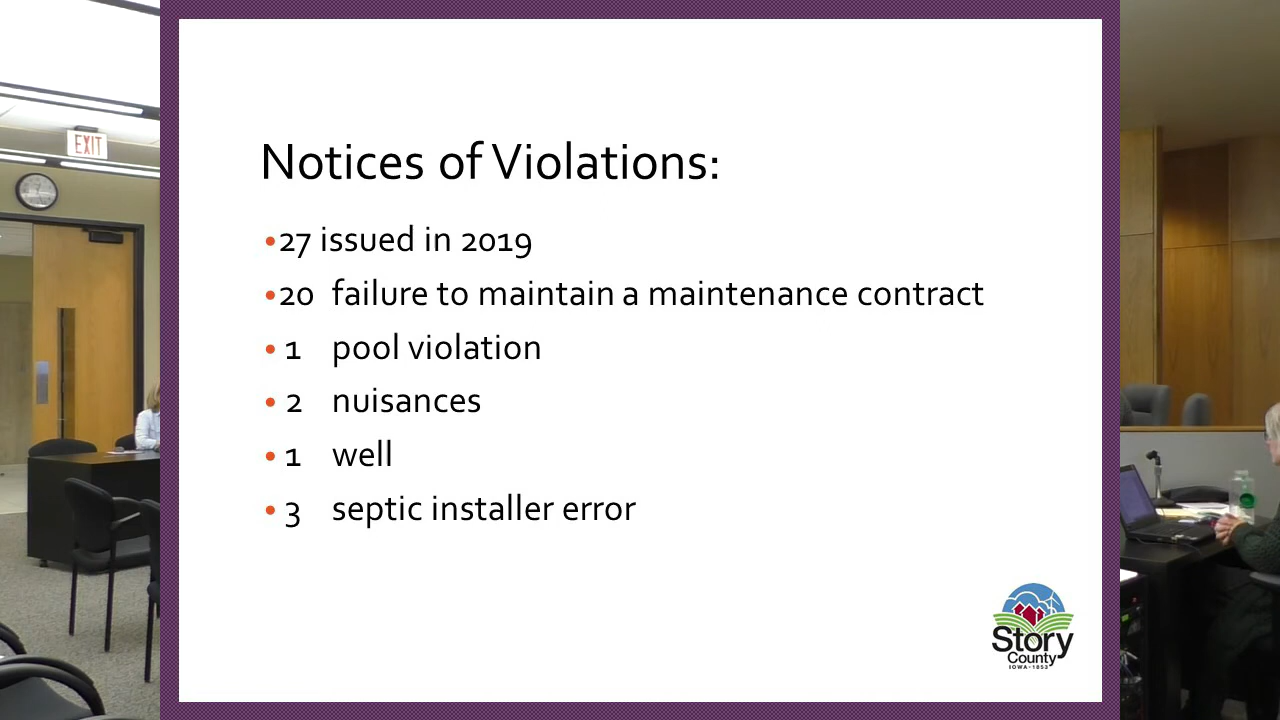 EXIT
Notices of Violations:
•27 issued in 2019
•20 failure to maintain a maintenance contract
• 1 pool violation
• 2 nuisances
• 1 well
• 3 septic installer error
Story
County
IOWA • 1853